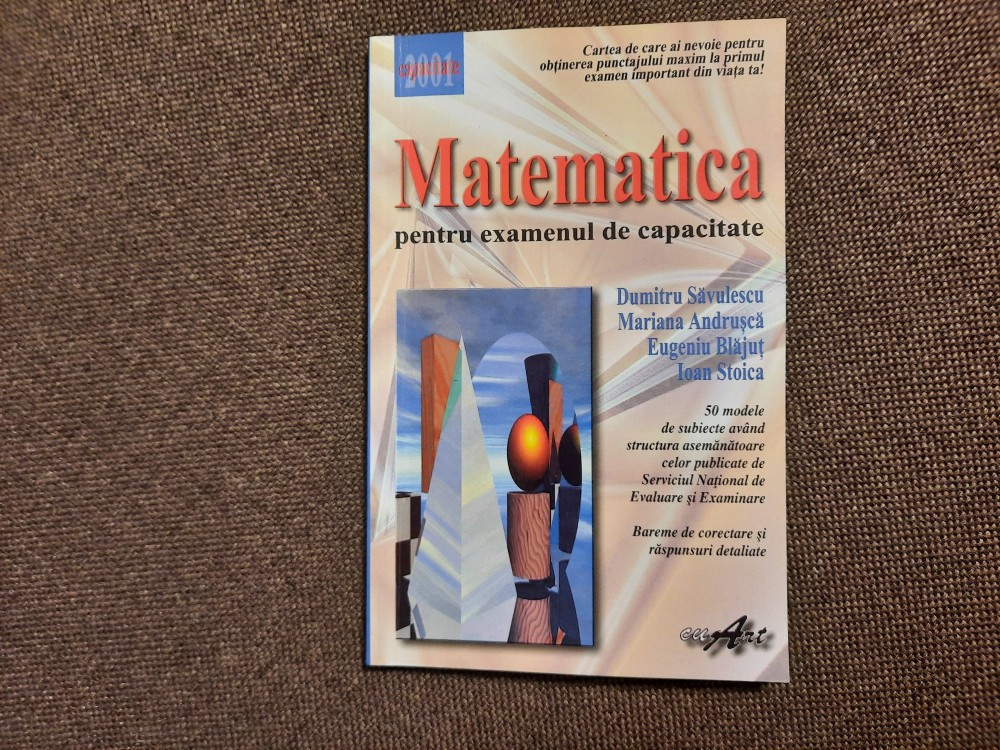 capacitate
2001
Cartea de care ai nevoie pentru
obținerea punctajului maxim la primul
examen important din viața ta!
Matematica
pentru examenul de capacitate
Dumitru Săvulescu
Mariana Andrușcă
Eugeniu Blăjuț
Ioan Stoica
50 modele
de subiecte având
structura asemănătoare
celor publicate de
Serviciul Național de
Evaluare și Examinare
Bareme de corectare și
răspunsuri detaliate
cu Art